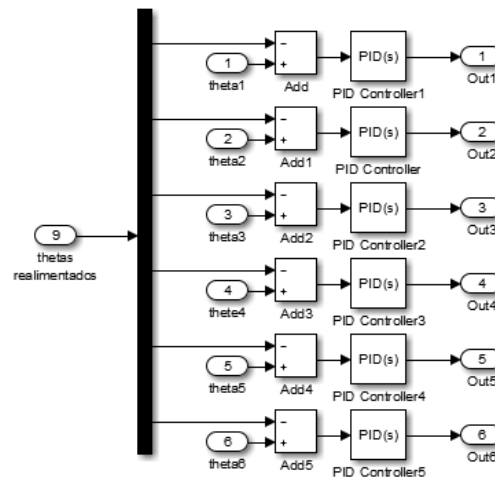 − PID(s) 1
1 +
theta1 Add PID Controller1 Out1
− PID(s) 2
2 +
theta2 Add1 PID Controller Out2
− PID(s) 3
3 +
theta3 Add2 PID Controller2 Out3
9
thetas
realimentados
− PID(s) 4
4 +
thete4 Add3 PID Controller3 Out4
− PID(s) 5
5 +
theta5 Add4 PID Controller4 Out5
− PID(s) 6
6 +
theta6 Add5 PID Controller5 Out6